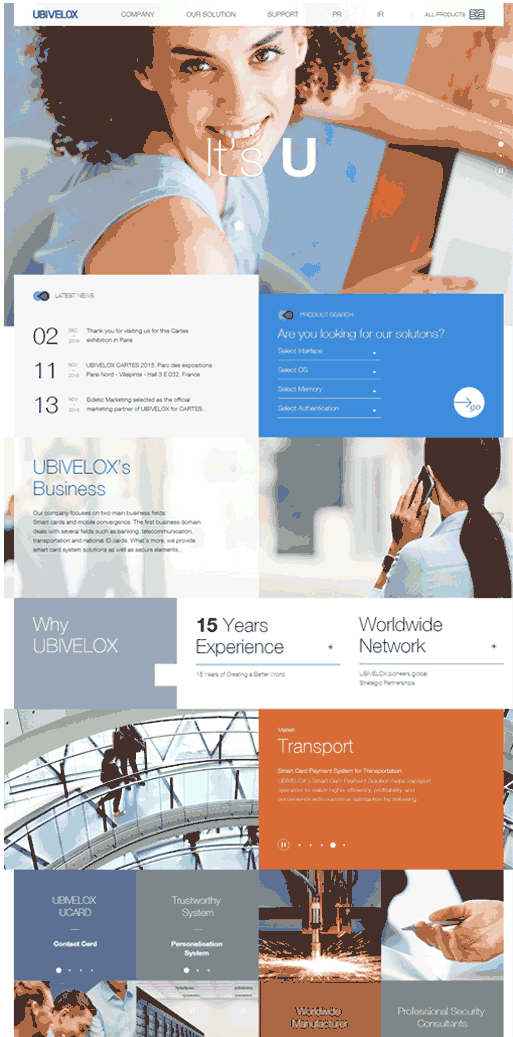 UBIVELOX COMPANY OUR SOLUTION SUPPORT PR IR ALL PRODUCTS
It's U
LATEST NEWS
02 DEC 2015 Thank you for visiting us for this Cartes
exhibition in Paris
11 NOV 2015 UBIVELOX CARTES 2015, Parc des expositions
Paris Nord - Villepinte - Hall 3 E 032, France
13 NOV 2015 Edetic Marketing selected as the official
marketing partner of UBIVELOX for CARTES...
PRODUCT SEARCH
Are you looking for our solutons?
Select Interface
Select OS
Select Memory
Select Authentication
go
UBIVELOX's
Business
Our company focuses on two main business fields:
Smart cards and mobile convergence. The first business domain
deals with several fields such as banking, telecommunication,
transportation and national ID cards. What's more, we provide
smart card system solutions as well as secure elements...
Why
UBIVELOX
15 Years
Experience +
15 Years of Creating a Better World
Worldwide
Network +
UBIVELOX pioneers global
Strategic Partnerships
Market
Transport
Smart Card Payment System for Transportation
UBIVELOX's Smart Card Payment Solution helps transport
operators to realize higher efficiency, profitability, and
convenience with customer satisfaction by delivering
UBIVELOX
UCARD
Contact Card
Trustworthy
System
Personalisation
System
Worldwide
Manufacturer
Professional Security
Consultants